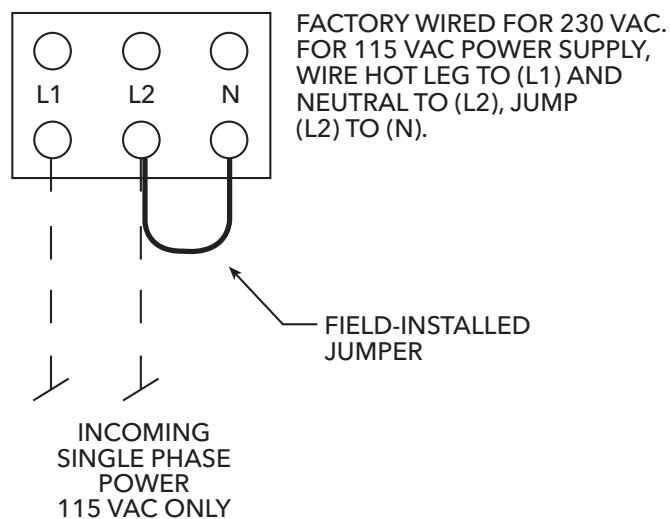 FACTORY WIRED FOR 230 VAC.
FOR 115 VAC POWER SUPPLY,
WIRE HOT LEG TO (L1) AND
NEUTRAL TO (L2), JUMP
(L2) TO (N).
L1 L2 N
FIELD-INSTALLED
JUMPER
INCOMING
SINGLE PHASE
POWER
115 VAC ONLY